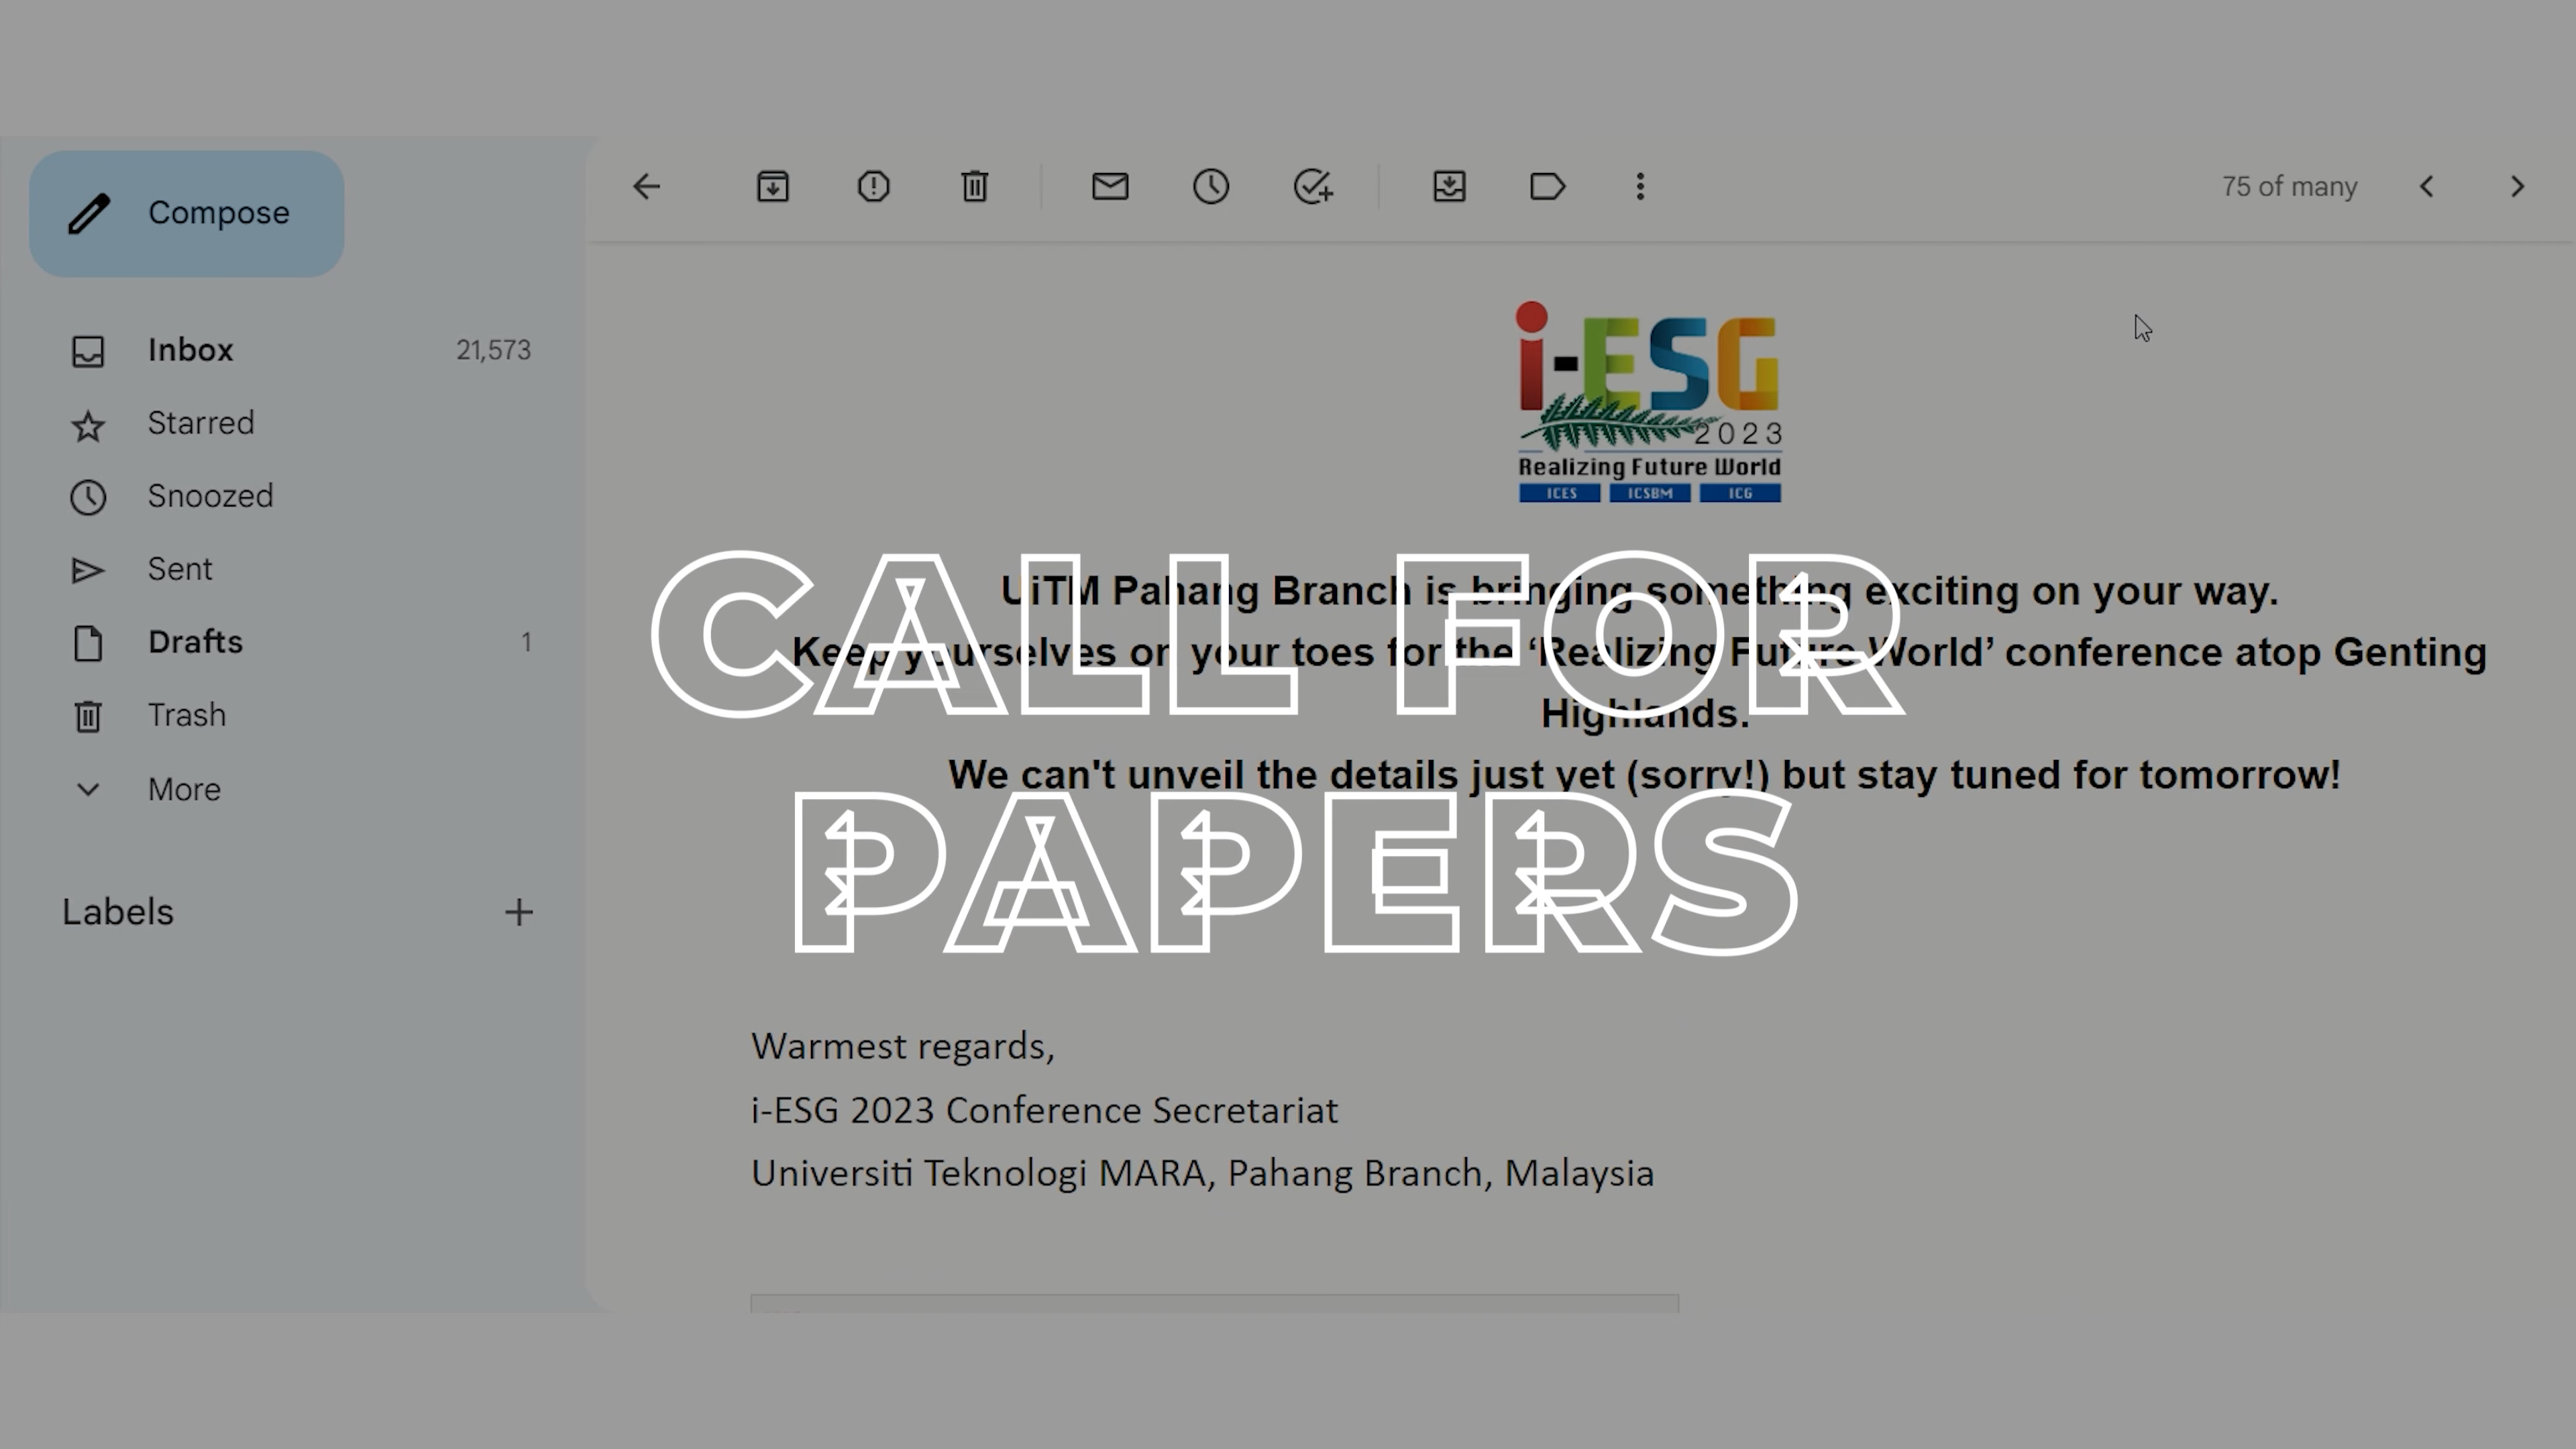 Compose
75 of many
Inbox 21,573
Starred
Snoozed
Sent
Drafts 1
Trash
More
Labels
i-ESG
2023
Realizing Future World
ICES ICSBM ICG
UiTM Pahang Branch is bringing something exciting on your way.
Keep yourselves on your toes for the ‘Realizing Future World’ conference atop Genting
Highlands.
We can't unveil the details just yet (sorry!) but stay tuned for tomorrow!
CALL FOR
PAPERS
Warmest regards,
i-ESG 2023 Conference Secretariat
Universiti Teknologi MARA, Pahang Branch, Malaysia